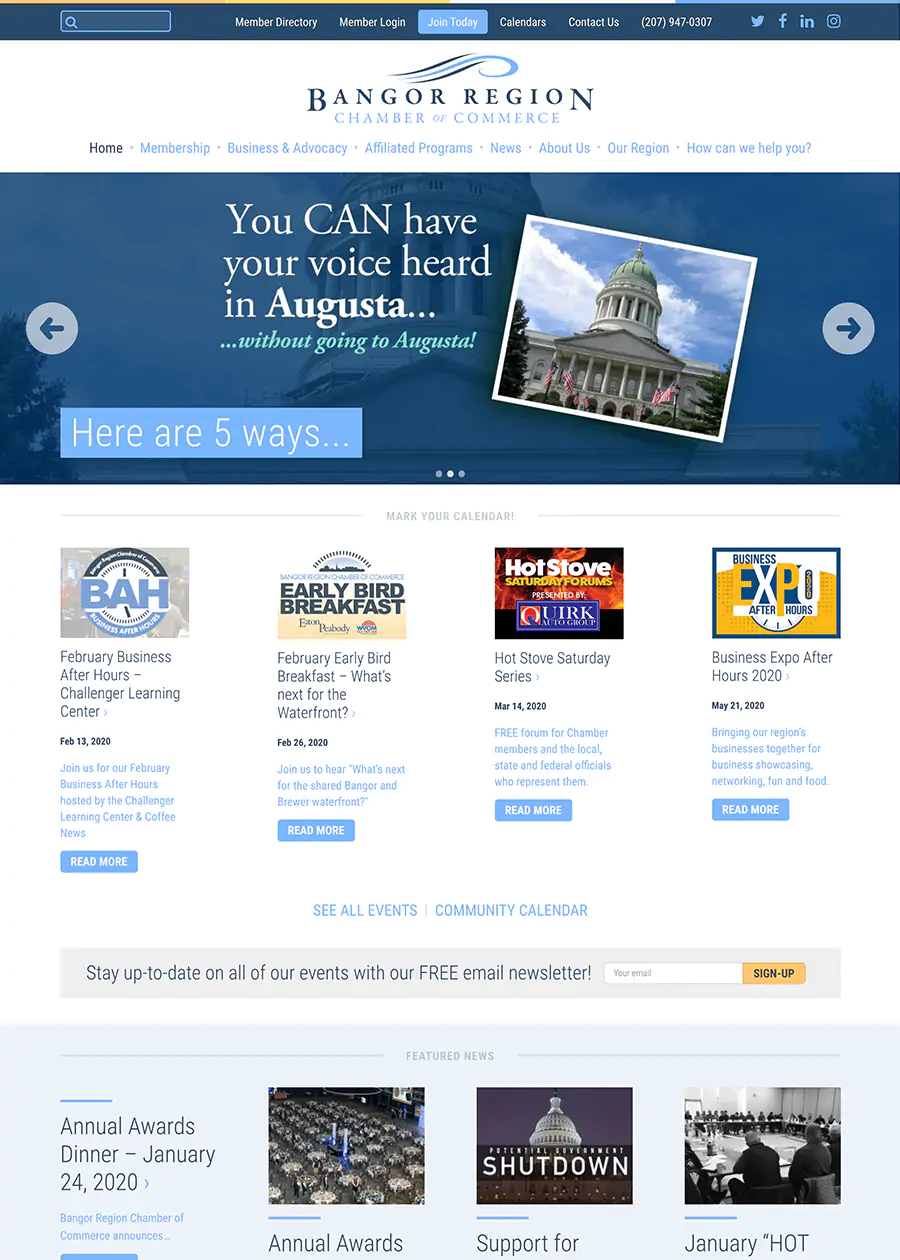 Member Directory Member Login Join Today Calendars Contact Us (207) 947-0307
BANGOR REGION
CHAMBER OF COMMERCE
Home • Membership • Business & Advocacy • Affiliated Programs • News • About Us • Our Region • How can we help you?
You CAN have
your voice heard
in Augusta...
...without going to Augusta!
Here are 5 ways...
MARK YOUR CALENDAR!
Bangor Region Chamber of Commerce
BAH
BUSINESS AFTER HOURS
February Business
After Hours –
Challenger Learning
Center ›
Feb 13, 2020
Join us for our February
Business After Hours
hosted by the Challenger
Learning Center & Coffee
News
READ MORE
BANGOR REGION CHAMBER OF COMMERCE
EARLY BIRD
BREAKFAST
Eaton
Peabody
WVOM
February Early Bird
Breakfast – What’s
next for the
Waterfront? ›
Feb 26, 2020
Join us to hear "What’s next
for the shared Bangor and
Brewer waterfront?"
READ MORE
Hot Stove
SATURDAY FORUMS
PRESENTED BY:
QUIRK
AUTO GROUP
Hot Stove Saturday
Series ›
Mar 14, 2020
FREE forum for Chamber
members and the local,
state and federal officials
who represent them.
READ MORE
BUSINESS
EXPO
2020
AFTER HOURS
Business Expo After
Hours 2020 ›
May 21, 2020
Bringing our region’s
businesses together for
business showcasing,
networking, fun and food.
READ MORE
SEE ALL EVENTS | COMMUNITY CALENDAR
Stay up-to-date on all of our events with our FREE email newsletter! Your email SIGN-UP
FEATURED NEWS
Annual Awards
Dinner – January
24, 2020 ›
Bangor Region Chamber of
Commerce announces…
Annual Awards
POTENTIAL GOVERNMENT
SHUTDOWN
Support for
January “HOT